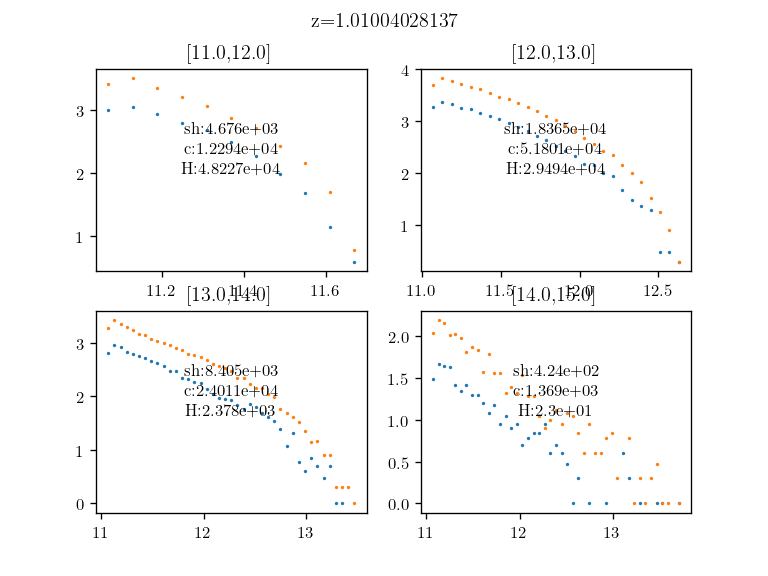 z=1.01004028137
[11.0,12.0]
3
2
1
sh:4.676e+03
c:1.2294e+04
H:4.8227e+04
11.2
11.4
11.6
[12.0,13.0]
4
3
2
1
sh:1.8365e+04
c:5.1801e+04
H:2.9494e+04
11.0
11.5
12.0
12.5
[13.0,14.0]
3
2
1
0
sh:8.405e+03
c:2.4011e+04
H:2.378e+03
11
12
13
[14.0,15.0]
2.0
1.5
1.0
0.5
0.0
sh:4.24e+02
c:1.369e+03
H:2.3e+01
11
12
13